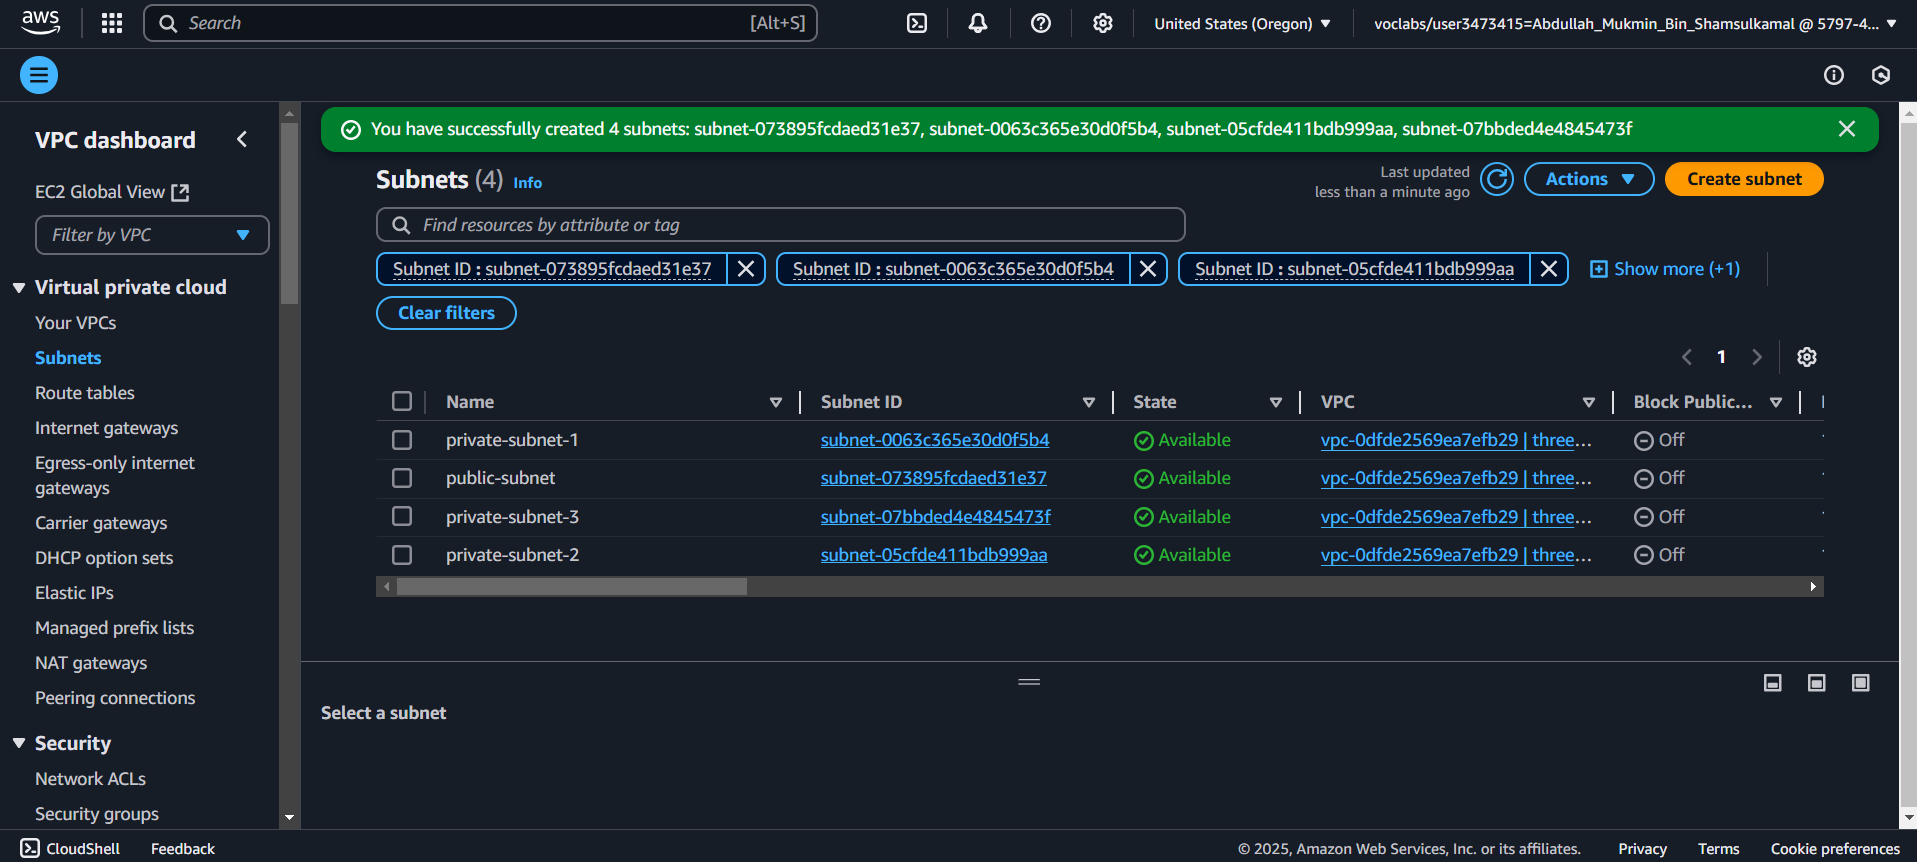 aws
Search
[Alt+S]
United States (Oregon)
voclabs/user3473415=Abdullah_Mukmin_Bin_Shamsulkamal @ 5797-4...
VPC dashboard
EC2 Global View
Filter by VPC
Virtual private cloud
Your VPCs
Subnets
Route tables
Internet gateways
Egress-only internet
gateways
Carrier gateways
DHCP option sets
Elastic IPs
Managed prefix lists
NAT gateways
Peering connections
Security
Network ACLs
Security groups
You have successfully created 4 subnets: subnet-073895fcdaed31e37, subnet-0063c365e30d0f5b4, subnet-05cfde411bdb999aa, subnet-07bbded4e4845473f
Subnets (4) Info
Last updated
less than a minute ago
Actions
Create subnet
Find resources by attribute or tag
Subnet ID : subnet-073895fcdaed31e37
Subnet ID : subnet-0063c365e30d0f5b4
Subnet ID : subnet-05cfde411bdb999aa
Show more (+1)
Clear filters
1
Name Subnet ID State VPC Block Public...
private-subnet-1 subnet-0063c365e30d0f5b4 Available vpc-0dfde2569ea7efb29 | three... Off
public-subnet subnet-073895fcdaed31e37 Available vpc-0dfde2569ea7efb29 | three... Off
private-subnet-3 subnet-07bbded4e4845473f Available vpc-0dfde2569ea7efb29 | three... Off
private-subnet-2 subnet-05cfde411bdb999aa Available vpc-0dfde2569ea7efb29 | three... Off
Select a subnet
CloudShell Feedback © 2025, Amazon Web Services, Inc. or its affiliates. Privacy Terms Cookie preferences